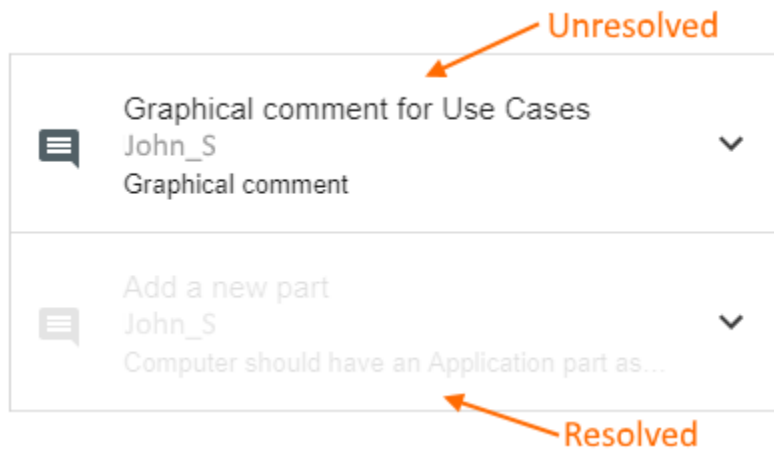 Unresolved
Graphical comment for Use Cases
John_S
Graphical comment
Add a new part
John_S
Computer should have an Application part as...
Resolved